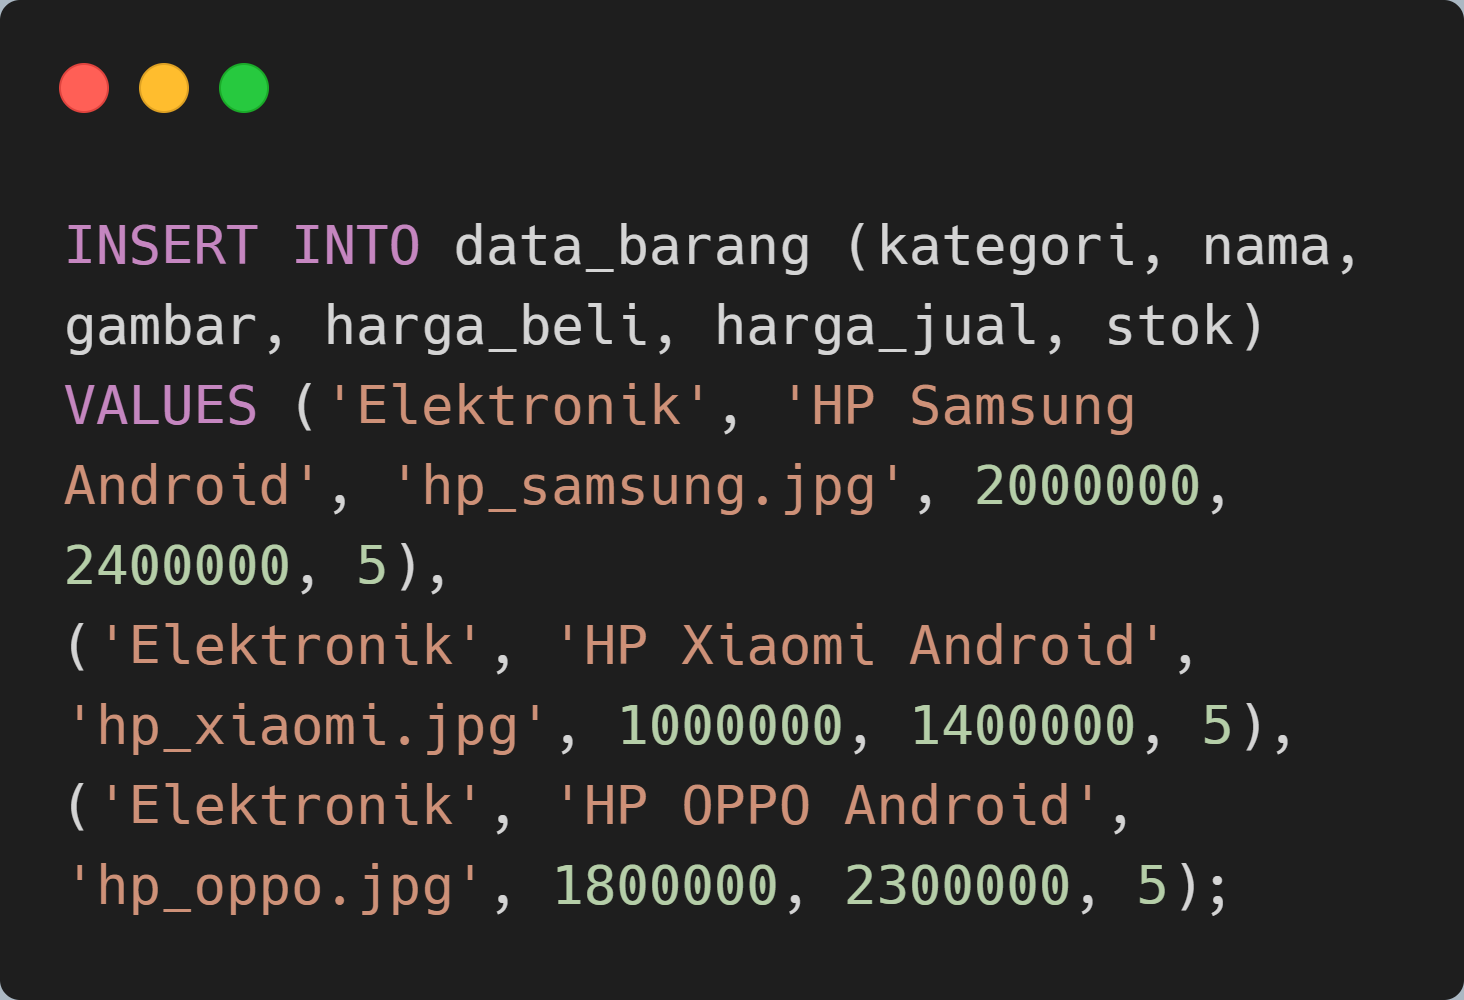 INSERT INTO data_barang (kategori, nama,
gambar, harga_beli, harga_jual, stok)
VALUES ('Elektronik', 'HP Samsung
Android', 'hp_samsung.jpg', 2000000,
2400000, 5),
('Elektronik', 'HP Xiaomi Android',
'hp_xiaomi.jpg', 1000000, 1400000, 5),
('Elektronik', 'HP OPPO Android',
'hp_oppo.jpg', 1800000, 2300000, 5);